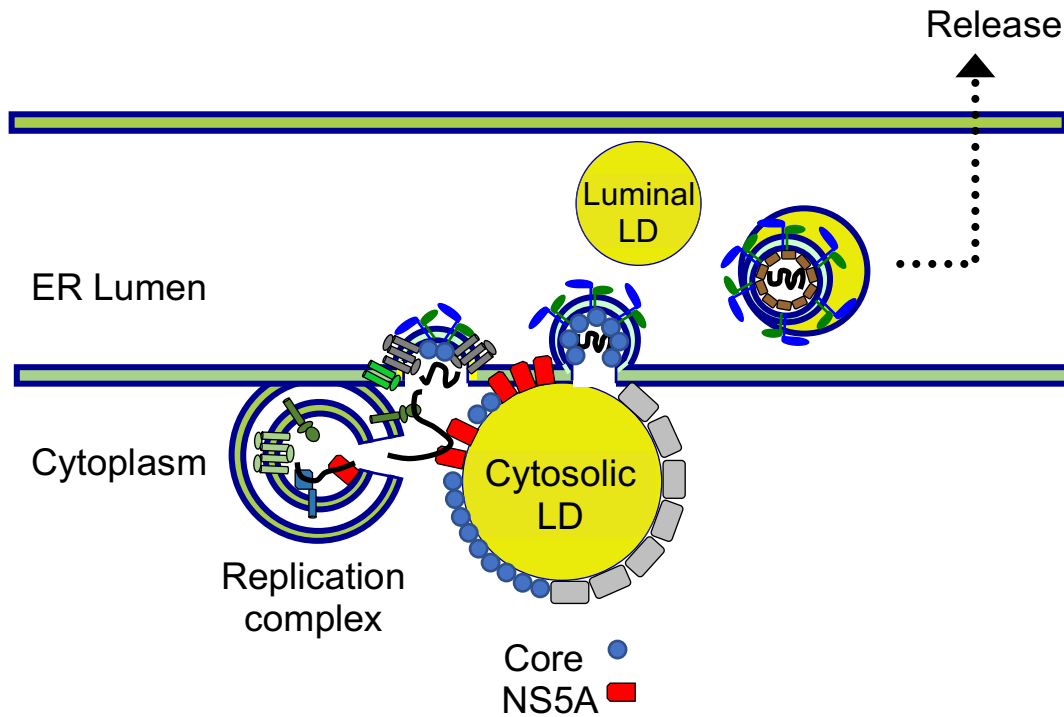 Release
Luminal
LD
ER Lumen
Cytoplasm
Cytosolic
LD
Replication
complex
Core
NS5A